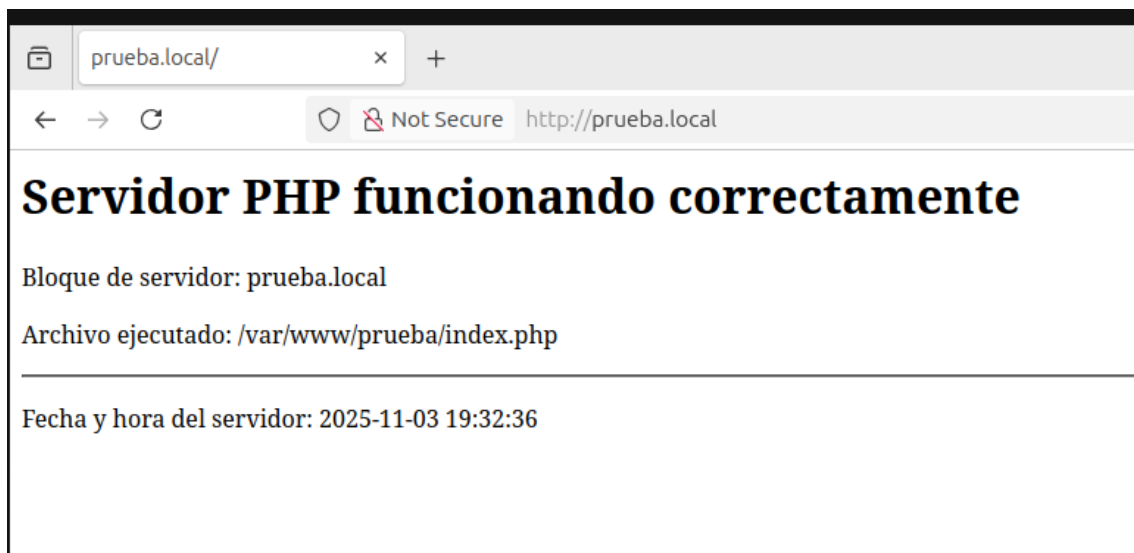 prueba.local/
Not Secure http://prueba.local
Servidor PHP funcionando correctamente
Bloque de servidor: prueba.local
Archivo ejecutado: /var/www/prueba/index.php
Fecha y hora del servidor: 2025-11-03 19:32:36